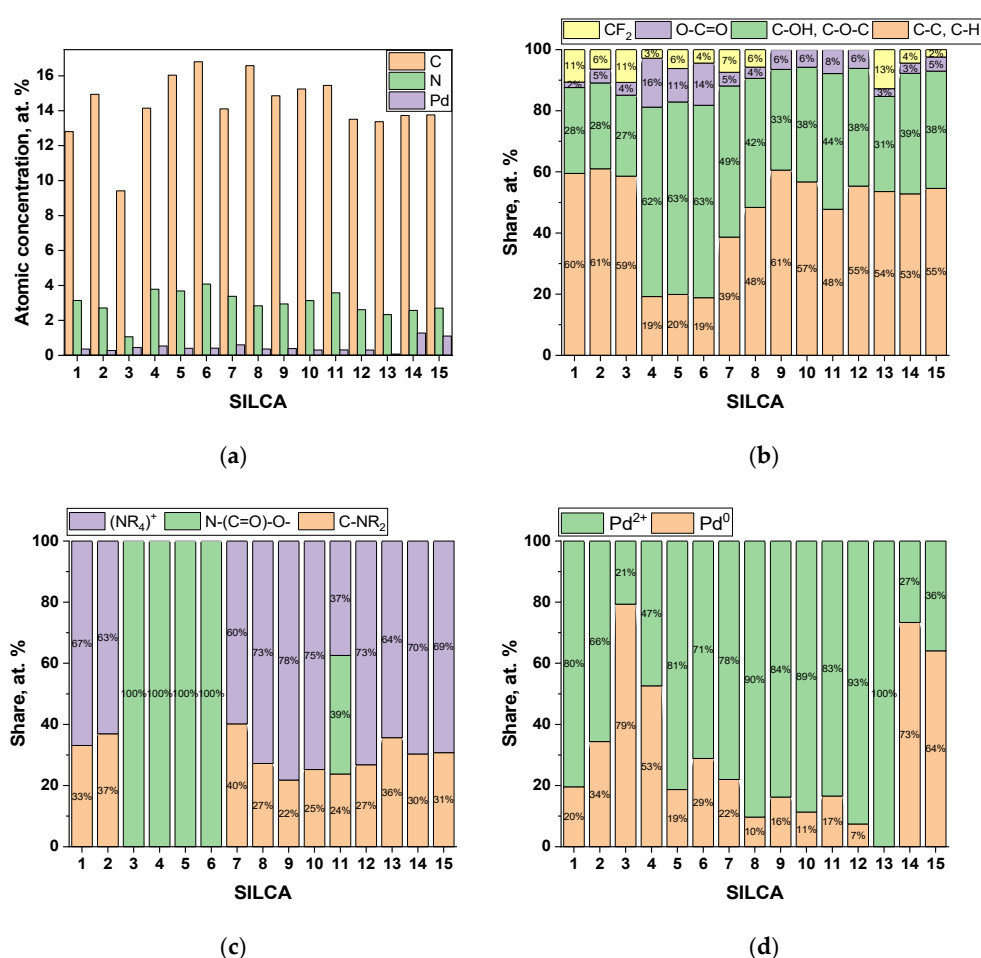 C
N
Pd
Atomic concentration, at. %
16
14
12
10
8
6
4
2
0
1 2 3 4 5 6 7 8 9 10 11 12 13 14 15
SILCA
(a)
CF2 O-C=O C-OH, C-O-C C-C, C-H
Share, at. %
100
80
60
40
20
0
11% 6% 11% 3% 6% 4% 7% 6% 6% 6% 8% 6% 13% 4% 2%
2% 5% 4% 16% 11% 14% 5% 4% 3% 3% 5%
28% 28% 27% 62% 63% 63% 49% 42% 33% 38% 44% 38% 31% 39% 38%
60% 61% 59% 19% 20% 19% 39% 48% 61% 57% 48% 55% 54% 53% 55%
1 2 3 4 5 6 7 8 9 10 11 12 13 14 15
SILCA
(b)
(NR4)+ N-(C=O)-O- C-NR2
Share, at. %
100
80
60
40
20
0
67% 63% 60% 73% 78% 75% 37% 73% 64% 70% 69%
100% 100% 100% 100% 39%
33% 37% 40% 27% 22% 25% 24% 27% 36% 30% 31%
1 2 3 4 5 6 7 8 9 10 11 12 13 14 15
SILCA
(c)
Pd2+ Pd0
Share, at. %
100
80
60
40
20
0
80% 66% 21% 47% 81% 71% 78% 90% 84% 89% 83% 93% 100% 27% 36%
20% 34% 79% 53% 19% 29% 22% 10% 16% 11% 17% 7% 73% 64%
1 2 3 4 5 6 7 8 9 10 11 12 13 14 15
SILCA
(d)